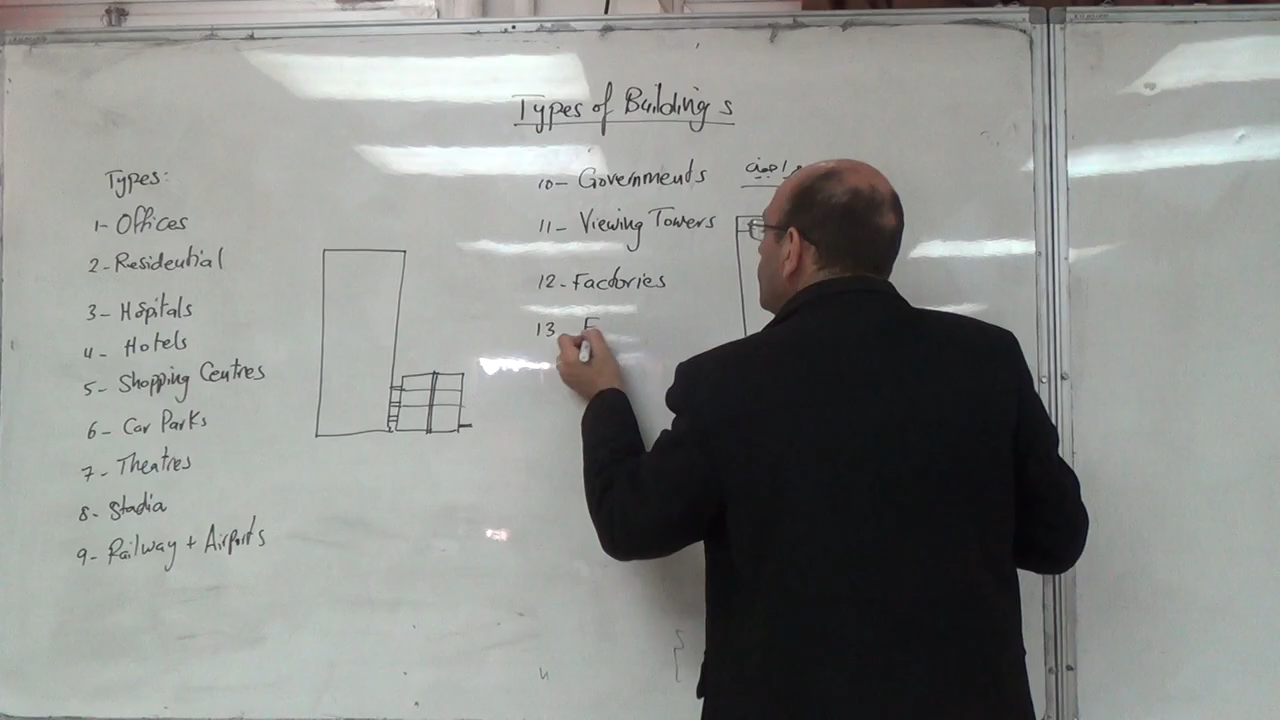 Types of Buildings
Types:
1- Offices
2- Residential
3- Hospitals
4- Hotels
5- Shopping Centres
6- Car Parks
7- Theatres
8- Stadia
9- Railway + Airports
10- Governments
11- Viewing Towers
12- Factories
13- E